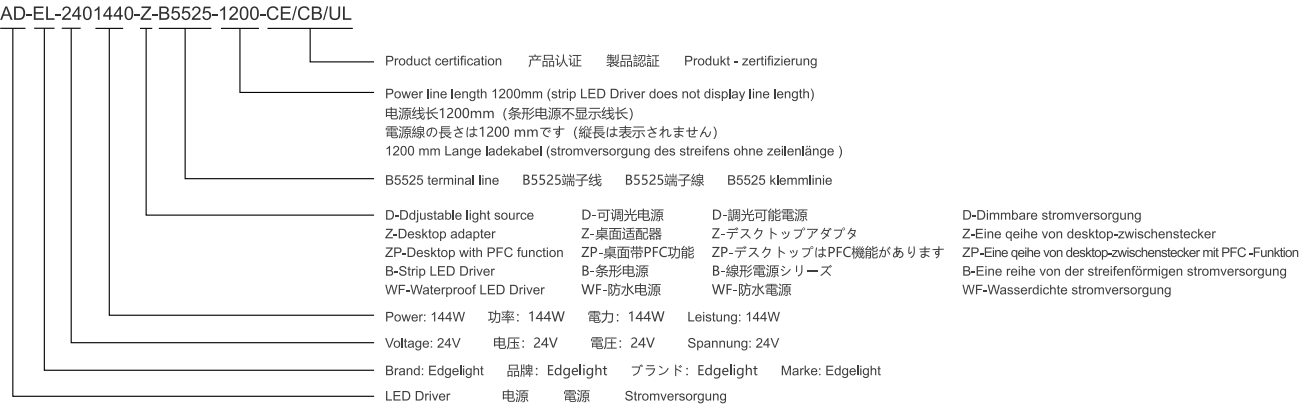 AD-EL-2401440-Z-B5525-1200-CE/CB/UL
Product certification 产品认证 製品認証 Produkt - zertifizierung
Power line length 1200mm (strip LED Driver does not display line length)
电源线长1200mm（条形电源不显示线长）
電源線の長さは1200 mmです（縦長は表示されません）
1200 mm Lange ladekabel (stromversorgung des streifens ohne zeilenlänge )
B5525 terminal line B5525端子线 B5525端子線 B5525 klemmlinie
D-Ddjustable light source D-可调光电源 D-調光可能電源 D-Dimmbare stromversorgung
Z-Desktop adapter Z-桌面适配器 Z-デスクトップアダプタ Z-Eine qeihe von desktop-zwischenstecker
ZP-Desktop with PFC function ZP-桌面带PFC功能 ZP-デスクトップはPFC機能があります ZP-Eine qeihe von desktop-zwischenstecker mit PFC -Funktion
B-Strip LED Driver B-条形电源 B-線形電源シリーズ B-Eine reihe von der streifenförmigen stromversorgung
WF-Waterproof LED Driver WF-防水电源 WF-防水電源 WF-Wasserdichte stromversorgung
Power: 144W 功率：144W 電力：144W Leistung: 144W
Voltage: 24V 电压：24V 電圧：24V Spannung: 24V
Brand: Edgelight 品牌：Edgelight ブランド：Edgelight Marke: Edgelight
LED Driver 电源 電源 Stromversorgung